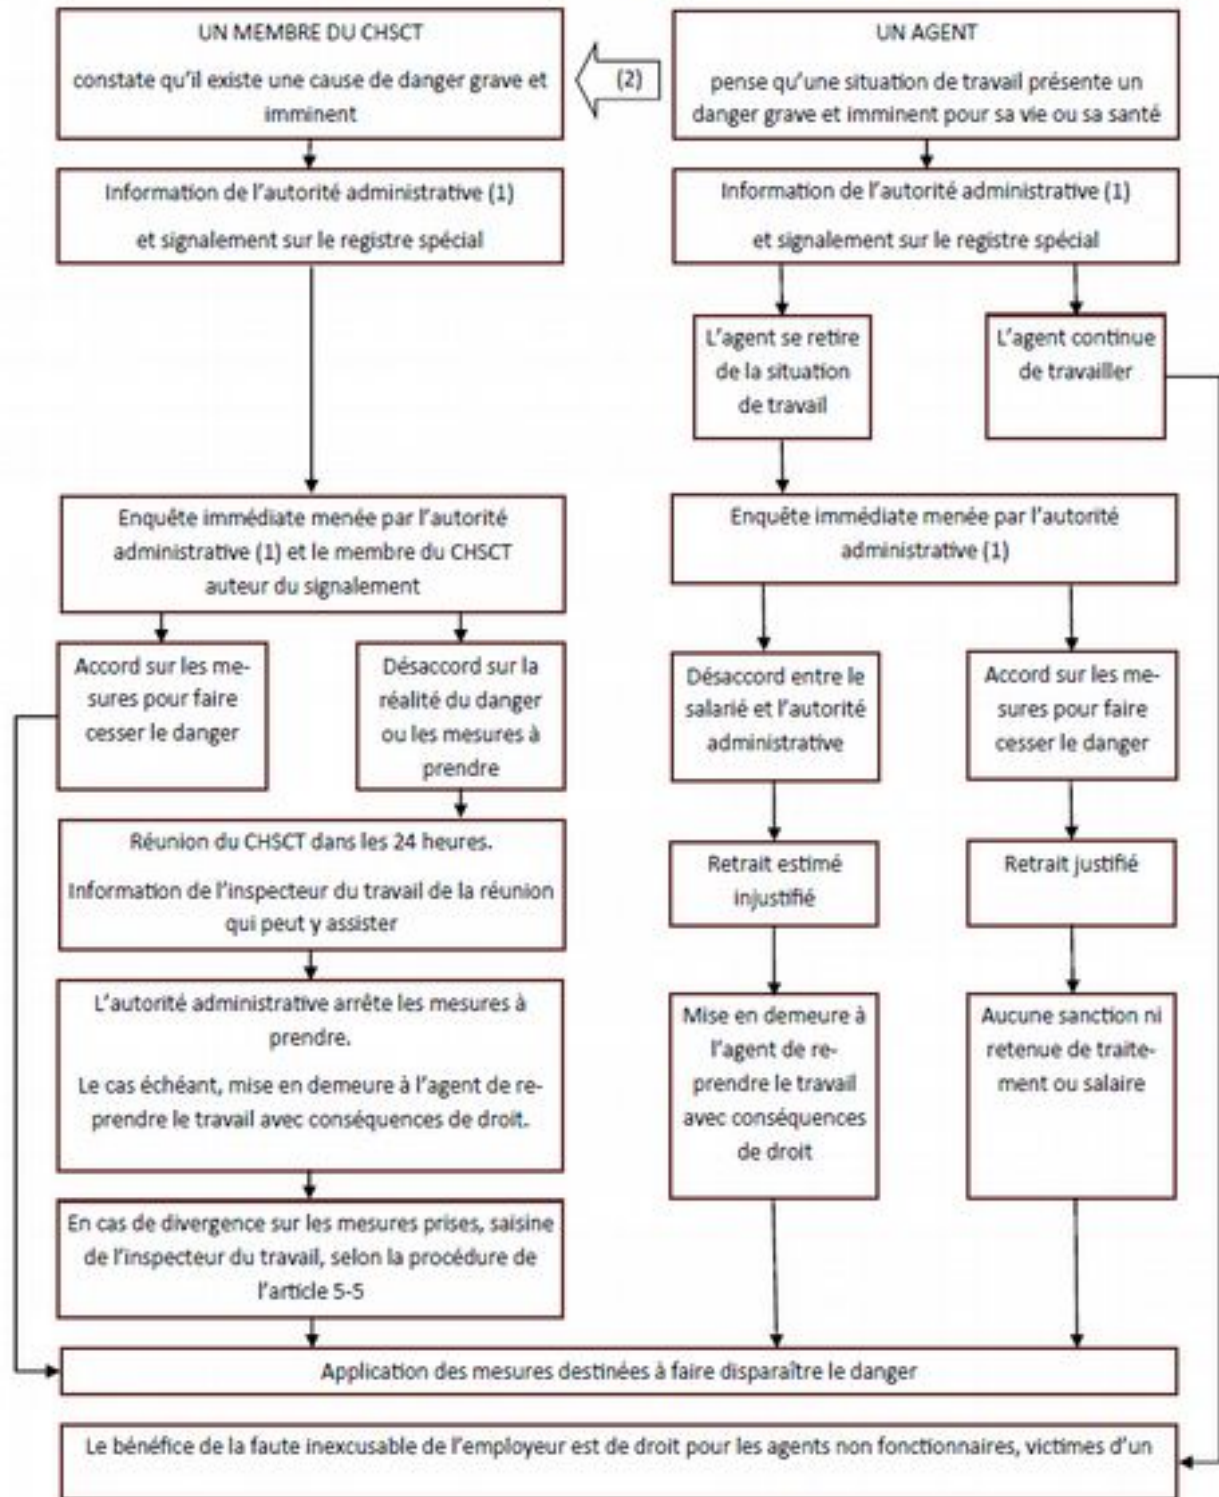 UN MEMBRE DU CHSCT
constate qu'il existe une cause de danger grave et
imminent
(2)
UN AGENT
pense qu'une situation de travail présente un
danger grave et imminent pour sa vie ou sa santé
Information de l'autorité administrative (1)
et signalement sur le registre spécial
Information de l'autorité administrative (1)
et signalement sur le registre spécial
L'agent se retire
de la situation
de travail
L'agent continue
de travailler
Enquête immédiate menée par l'autorité
administrative (1) et le membre du CHSCT
auteur du signalement
Enquête immédiate menée par l'autorité
administrative (1)
Accord sur les me-
sures pour faire
cesser le danger
Désaccord sur la
réalité du danger
ou les mesures à
prendre
Désaccord entre le
salarié et l'autorité
administrative
Accord sur les me-
sures pour faire
cesser le danger
Réunion du CHSCT dans les 24 heures.
Information de l'inspecteur du travail de la réunion
qui peut y assister
Retrait estimé
injustifié
Retrait justifié
L'autorité administrative arrête les mesures à
prendre.
Le cas échéant, mise en demeure à l'agent de re-
prendre le travail avec conséquences de droit.
Mise en demeure à
l'agent de re-
prendre le travail
avec conséquences
de droit
Aucune sanction ni
retenue de traite-
ment ou salaire
En cas de divergence sur les mesures prises, saisine
de l'inspecteur du travail, selon la procédure de
l'article 5-5
Application des mesures destinées à faire disparaître le danger
Le bénéfice de la faute inexcusable de l'employeur est de droit pour les agents non fonctionnaires, victimes d'un